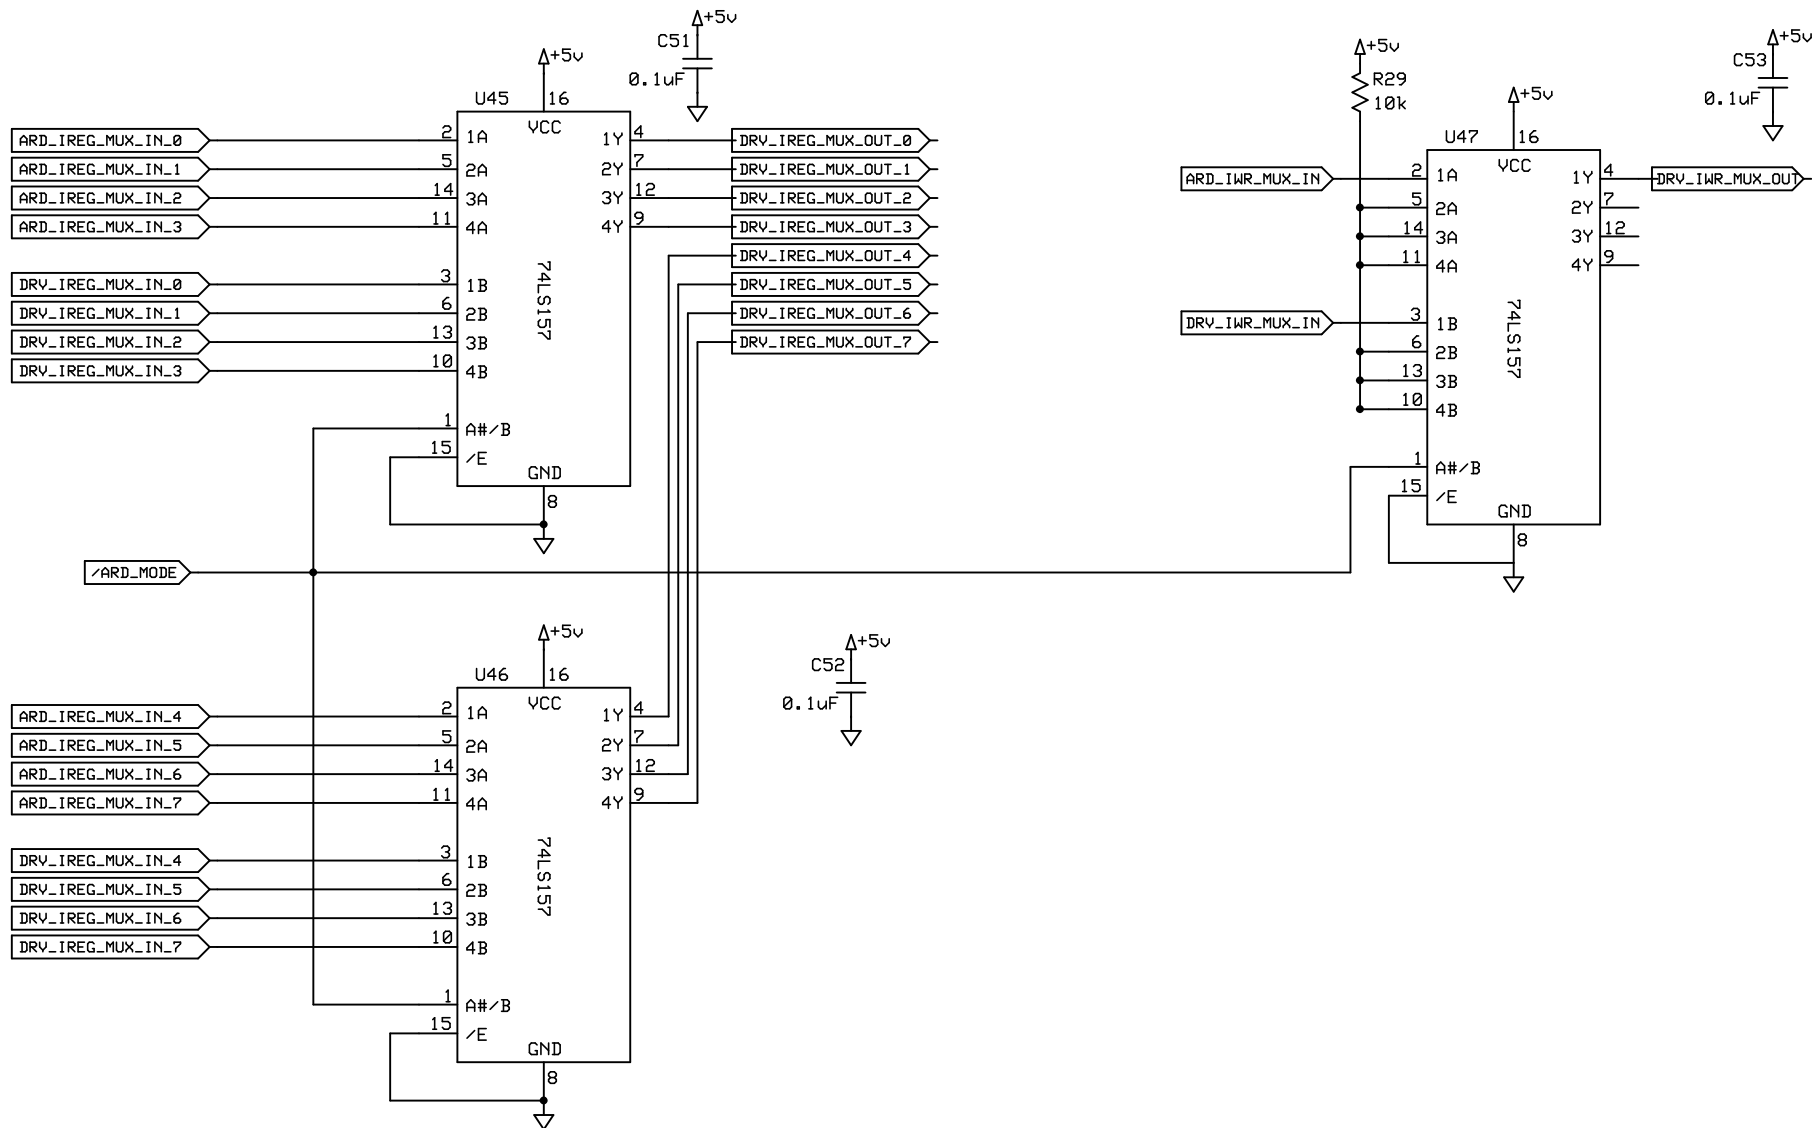 +5v
C51
0.1uF
+5v
U45
16
VCC
ARD_IREG_MUX_IN_0
2
1A
1Y
4
DRV_IREG_MUX_OUT_0
ARD_IREG_MUX_IN_1
5
2A
2Y
7
DRV_IREG_MUX_OUT_1
ARD_IREG_MUX_IN_2
14
3A
3Y
12
DRV_IREG_MUX_OUT_2
ARD_IREG_MUX_IN_3
11
4A
4Y
9
DRV_IREG_MUX_OUT_3
DRV_IREG_MUX_OUT_4
DRV_IREG_MUX_IN_0
3
1B
DRV_IREG_MUX_OUT_5
DRV_IREG_MUX_IN_1
6
2B
DRV_IREG_MUX_OUT_6
DRV_IREG_MUX_IN_2
13
3B
DRV_IREG_MUX_OUT_7
DRV_IREG_MUX_IN_3
10
4B
74LS157
1
A#/B
15
/E
GND
8
/ARD_MODE
+5v
U46
16
VCC
ARD_IREG_MUX_IN_4
2
1A
1Y
4
ARD_IREG_MUX_IN_5
5
2A
2Y
7
ARD_IREG_MUX_IN_6
14
3A
3Y
12
ARD_IREG_MUX_IN_7
11
4A
4Y
9
74LS157
DRV_IREG_MUX_IN_4
3
1B
DRV_IREG_MUX_IN_5
6
2B
DRV_IREG_MUX_IN_6
13
3B
DRV_IREG_MUX_IN_7
10
4B
1
A#/B
15
/E
GND
8
+5v
C52
0.1uF
+5v
R29
10k
+5v
U47
16
VCC
+5v
C53
0.1uF
ARD_IWR_MUX_IN
2
1A
1Y
4
DRV_IWR_MUX_OUT
5
2A
2Y
7
14
3A
3Y
12
11
4A
4Y
9
74LS157
DRV_IWR_MUX_IN
3
1B
6
2B
13
3B
10
4B
1
A#/B
15
/E
GND
8